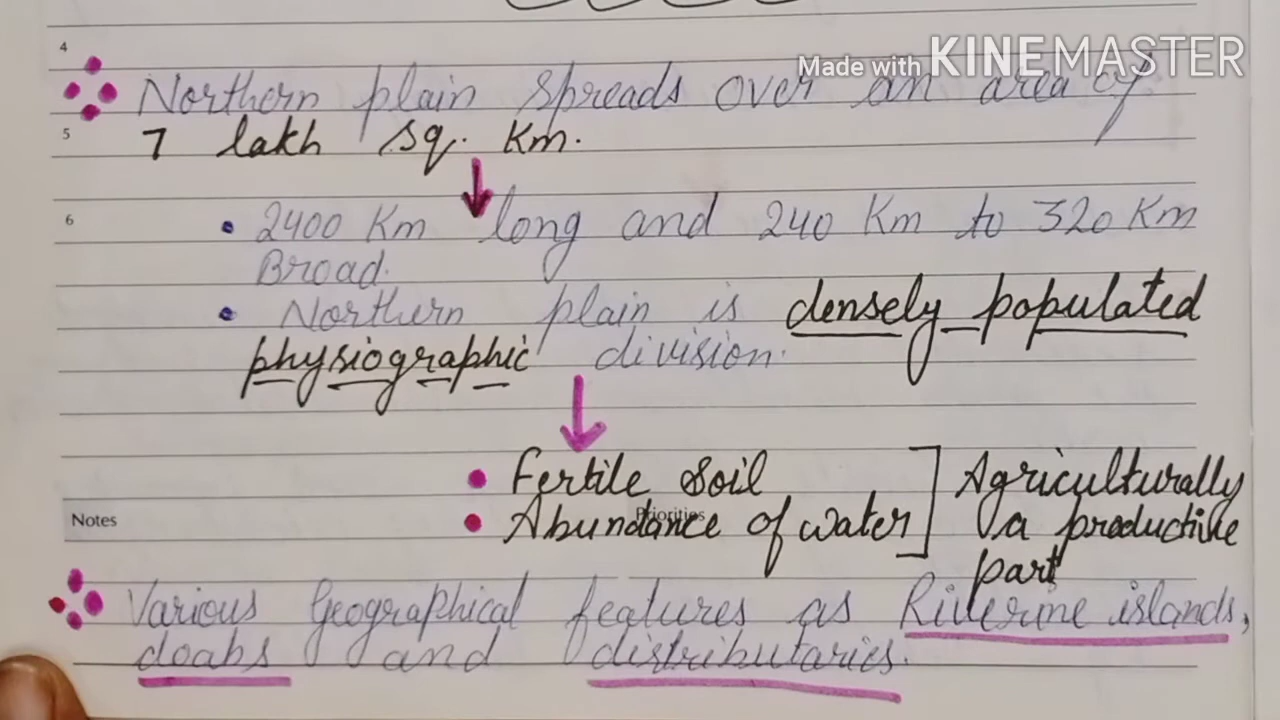 Made with KINEMASTER
4
Northern plain spreads over an area of
5
7 lakh sq. km.
6
• 2400 Km long and 240 Km to 320 Km
Broad.
• Northern plain is densely populated
physiographic division.
• Fertile Soil
• Abundance of water
Agriculturally
a productive
part
Notes
Priorities
Various Geographical features as Riverine islands,
doabs and distributaries.